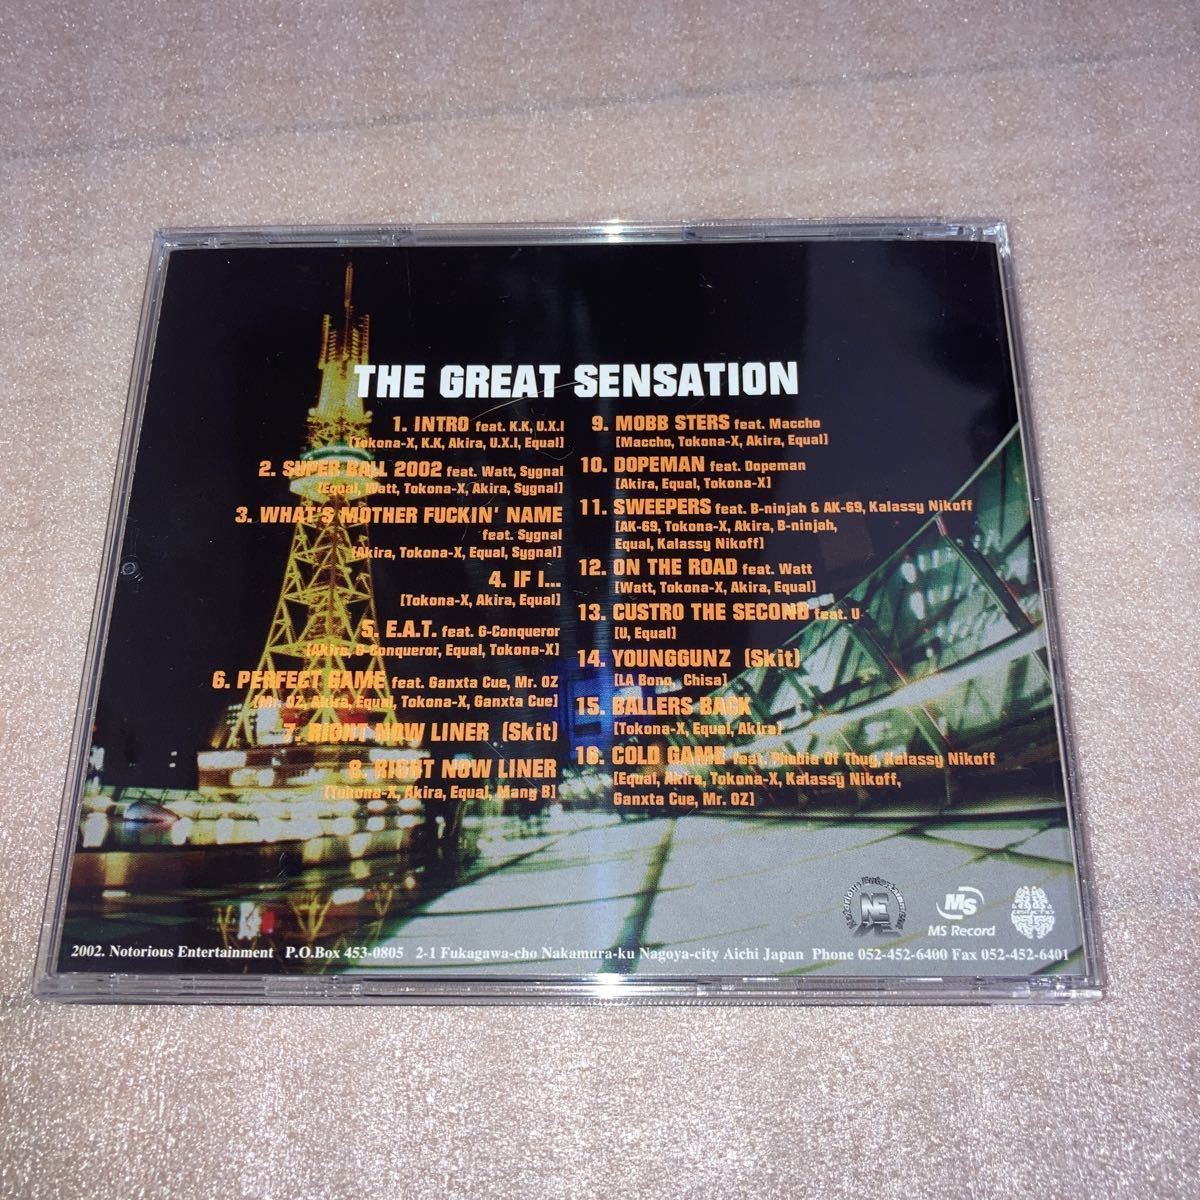 THE GREAT SENSATION
1. INTRO feat. K.K, U.X.I
[Tokona-X, K.K, Akira, U.X.I, Equal]
2. SUPER BALL 2002 feat. Watt, Sygnal
[Equal, Watt, Tokona-X, Akira, Sygnal]
3. WHAT'S MOTHER FUCKIN' NAME
feat. Sygnal
[Akira, Tokona-X, Equal, Sygnal]
4. IF I...
[Tokona-X, Akira, Equal]
5. E.A.T. feat. G-Conqueror
[Akira, G-Conqueror, Equal, Tokona-X]
6. PERFECT GAME feat. Ganxta Cue, Mr. OZ
[Mr. OZ, Akira, Equal, Tokona-X, Ganxta Cue]
7. RIGHT NOW LINER (Skit)
8. RIGHT NOW LINER
[Tokona-X, Akira, Equal, Mang B]
9. MOBB STERS feat. Maccho
[Maccho, Tokona-X, Akira, Equal]
10. DOPEMAN feat. Dopeman
[Akira, Equal, Tokona-X]
11. SWEEPERS feat. B-ninjah & AK-69, Kalassy Nikoff
[AK-69, Tokona-X, Akira, B-ninjah,
Equal, Kalassy Nikoff]
12. ON THE ROAD feat. Watt
[Watt, Tokona-X, Akira, Equal]
13. CUSTRO THE SECOND feat. U
[U, Equal]
14. YOUNGGUNZ (Skit)
[LA Bono, Chisa]
15. BALLERS BACK
[Tokona-X, Equal, Akira]
16. COLD GAME feat. Phobia Of Thug, Kalassy Nikoff
[Equal, Akira, Tokona-X, Kalassy Nikoff,
Ganxta Cue, Mr. OZ]
Notorious Entertainment
NE
MS
MS Record
2002. Notorious Entertainment P.O.Box 453-0805 2-1 Fukagawa-cho Nakamura-ku Nagoya-city Aichi Japan Phone 052-452-6400 Fax 052-452-6401